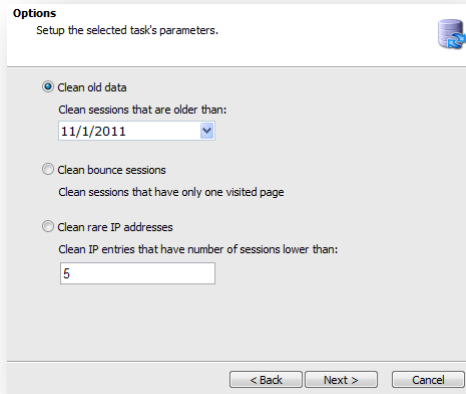 Options
Setup the selected task's parameters.
Clean old data
Clean sessions that are older than:
11/1/2011
Clean bounce sessions
Clean sessions that have only one visited page
Clean rare IP addresses
Clean IP entries that have number of sessions lower than:
5
< Back Next > Cancel